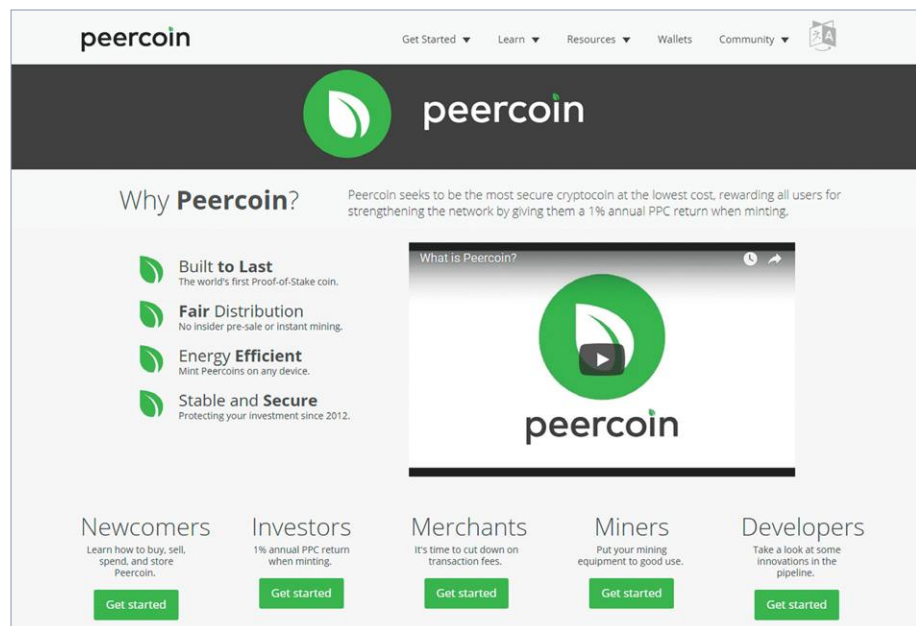 peercoin
Get Started ▼ Learn ▼ Resources ▼ Wallets Community ▼ 文A
peercoin
Why Peercoin?
Peercoin seeks to be the most secure cryptocoin at the lowest cost, rewarding all users for
strengthening the network by giving them a 1% annual PPC return when minting.
Built to Last
The world's first Proof-of-Stake coin.
Fair Distribution
No insider pre-sale or instant mining.
Energy Efficient
Mint Peercoins on any device.
Stable and Secure
Protecting your investment since 2012.
What is Peercoin?
peercoin
Newcomers
Learn how to buy, sell,
spend, and store
Peercoin.
Get started
Investors
1% annual PPC return
when minting.
Get started
Merchants
It's time to cut down on
transaction fees.
Get started
Miners
Put your mining
equipment to good use.
Get started
Developers
Take a look at some
innovations in the
pipeline.
Get started